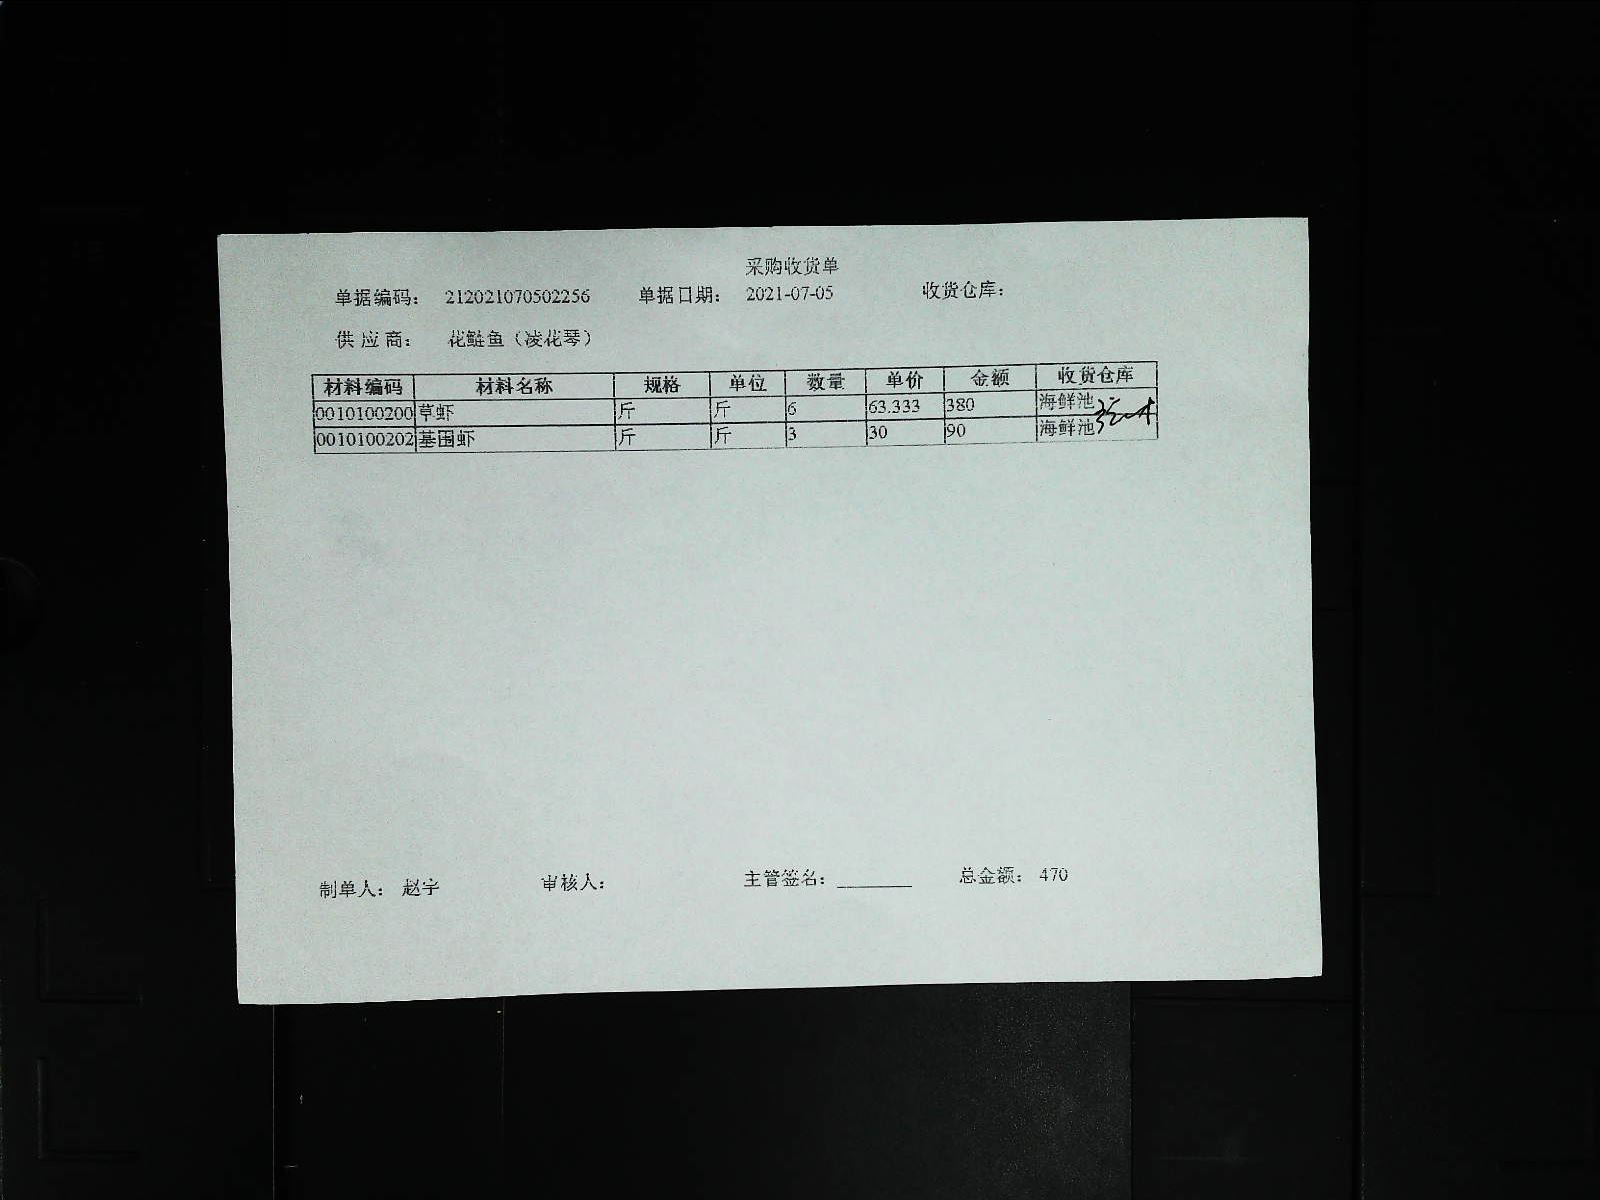 采购收货单
单据编码： 212021070502256 单据日期： 2021-07-05 收货仓库：
供应商： 花鲢鱼（凌花琴）
材料编码 材料名称 规格 单位 数量 单价 金额 收货仓库
0010100200 草虾 斤 斤 6 63.333 380 海鲜池
0010100202 基围虾 斤 斤 3 30 90 海鲜池
制单人： 赵宇 审核人： 主管签名： 总金额： 470